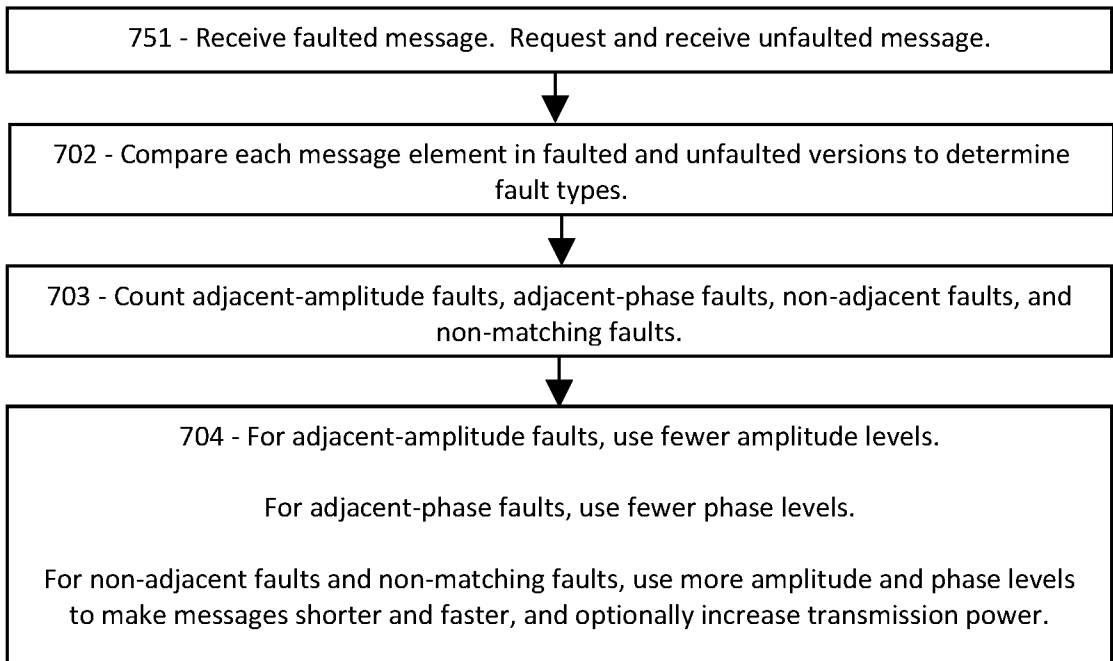 751 - Receive faulted message.  Request and receive unfaulted message.
702 - Compare each message element in faulted and unfaulted versions to determine
fault types.
703 - Count adjacent-amplitude faults, adjacent-phase faults, non-adjacent faults, and
non-matching faults.
704 - For adjacent-amplitude faults, use fewer amplitude levels.
For adjacent-phase faults, use fewer phase levels.
For non-adjacent faults and non-matching faults, use more amplitude and phase levels
to make messages shorter and faster, and optionally increase transmission power.